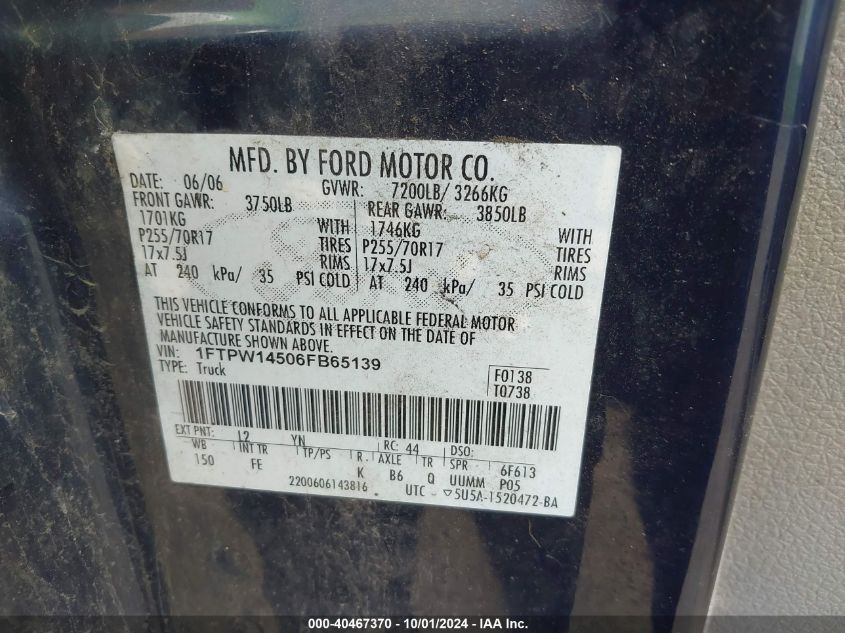 MFD. BY FORD MOTOR CO.
DATE: 06/06 GVWR: 7200LB/ 3266KG
FRONT GAWR: 3750LB REAR GAWR: 3850LB
1701KG WITH 1746KG WITH
P255/70R17 TIRES P255/70R17 TIRES
17x7.5J RIMS 17x7.5J RIMS
AT 240 kPa/ 35 PSI COLD AT 240 kPa/ 35 PSI COLD
THIS VEHICLE CONFORMS TO ALL APPLICABLE FEDERAL MOTOR
VEHICLE SAFETY STANDARDS IN EFFECT ON THE DATE OF
MANUFACTURE SHOWN ABOVE.
VIN: 1FTPW14506FB65139
TYPE: Truck
F0138
T0738
EXT PNT: L2 YN RC: 44 DSO:
WB INT TR TP/PS R. AXLE TR SPR 6F613
150 FE K B6 Q UUMM P05
2200606143816 UTC ▽5U5A-1520472-BA
000-40467370 - 10/01/2024 - IAA Inc.